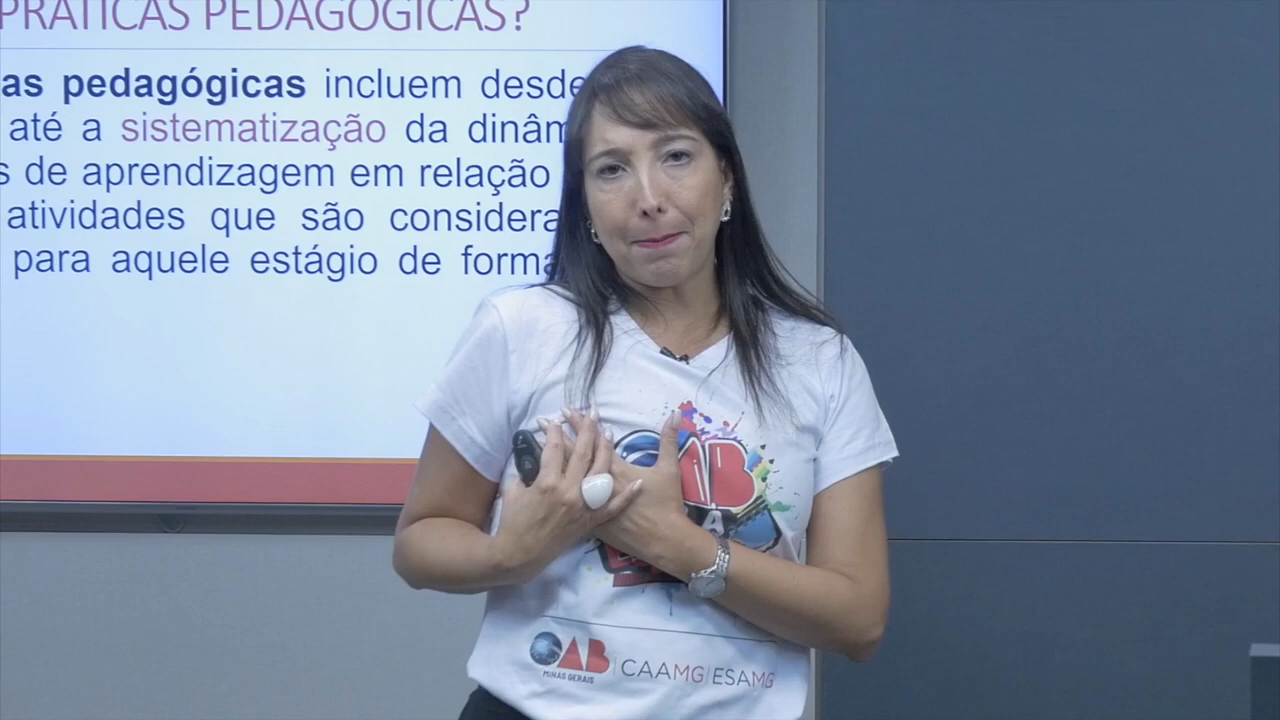 PRÁTICAS PEDAGÓGICAS?
as pedagógicas incluem desde
até a sistematização da dinâm
s de aprendizagem em relação
atividades que são considera
para aquele estágio de forma
OAB
A
OAB | CAAMG | ESAMG
MINAS GERAIS